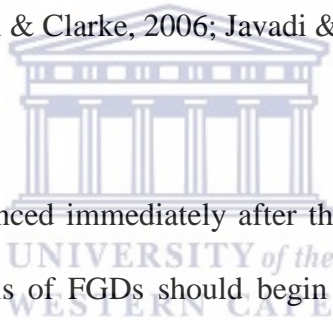 & Clarke, 2006; Javadi &
nced immediately after th
UNIVERSITY of the
s of FGDs should begin
WESTERN CAPE